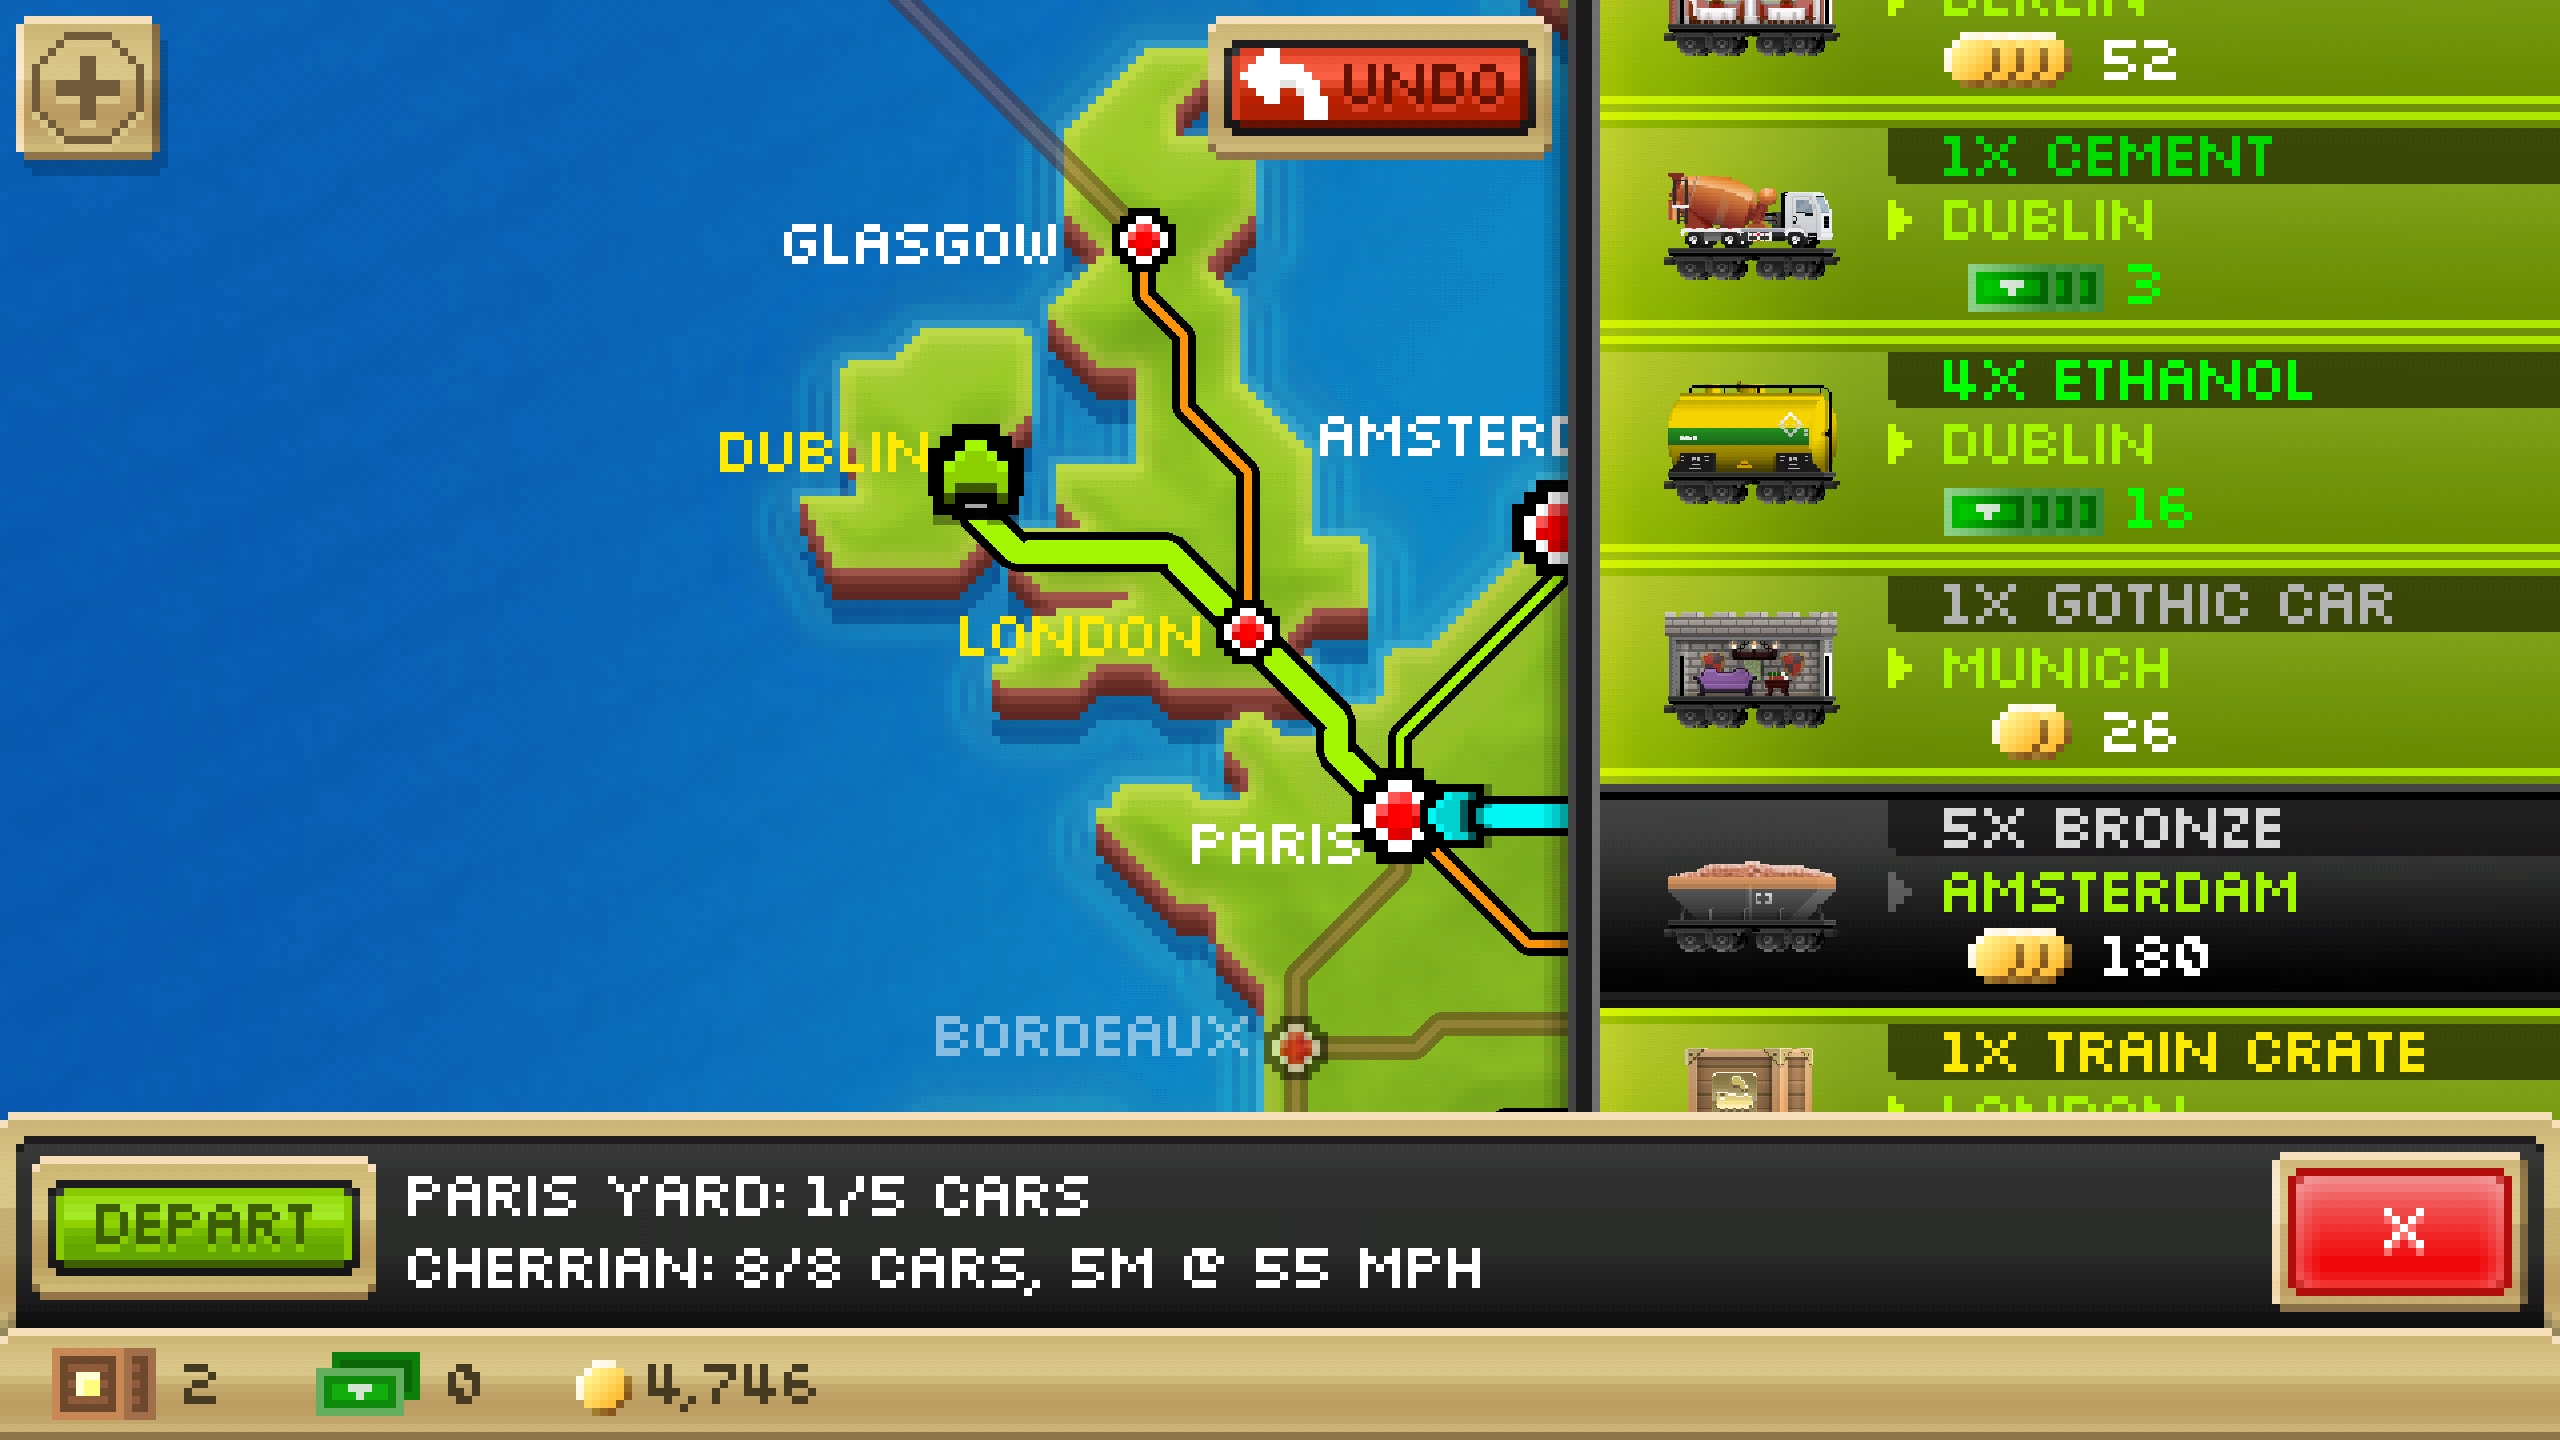 BERLIN
52
UNDO
1X CEMENT
DUBLIN
3
GLASGOW
4X ETHANOL
DUBLIN
16
AMSTERD
DUBLIN
1X GOTHIC CAR
MUNICH
26
LONDON
5X BRONZE
AMSTERDAM
180
PARIS
BORDEAUX
1X TRAIN CRATE
LONDON
DEPART
PARIS YARD: 1/5 CARS
CHERRIAN: 8/8 CARS, 5M @ 55 MPH
X
2
0
4,746